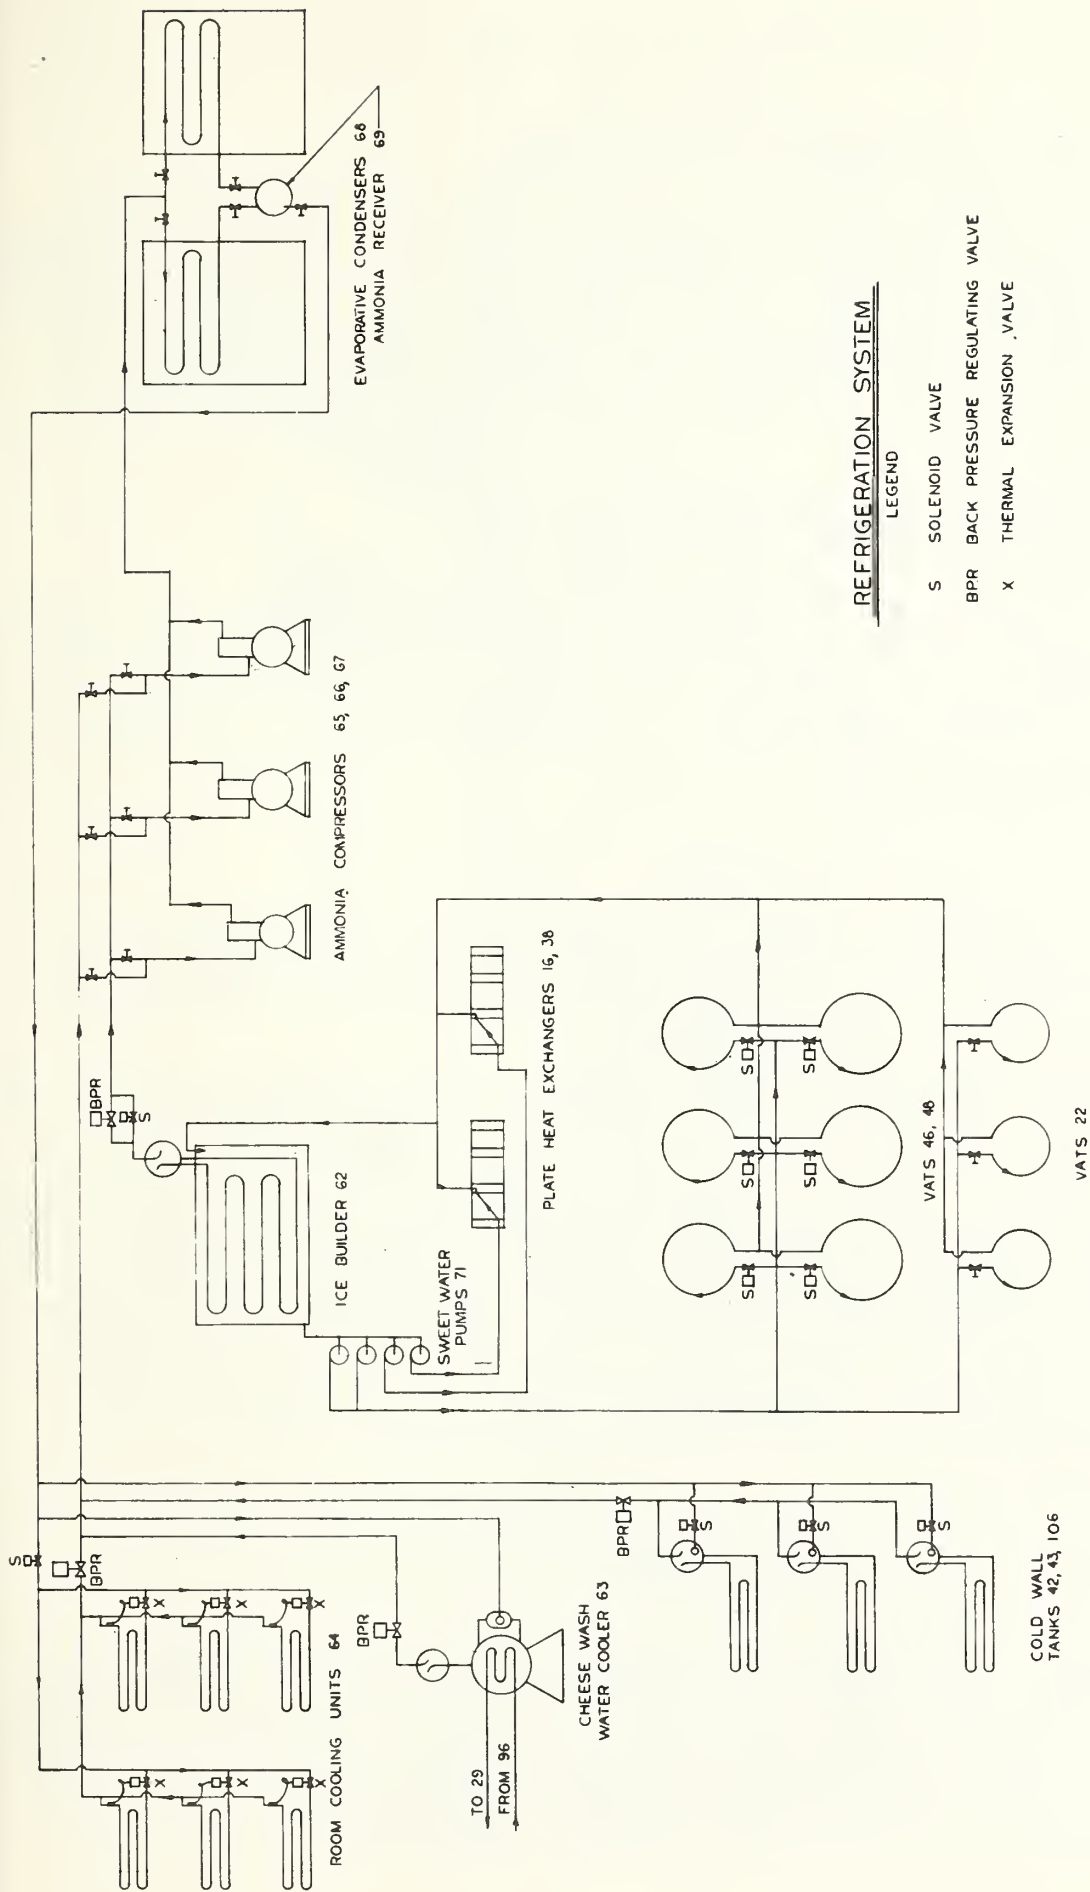 EVAPORATIVE CONDENSERS 68
AMMONIA RECEIVER 69
AMMONIA COMPRESSORS 65, 66, 67
BPR
S
ICE BUILDER 62
SWEET WATER
PUMPS 71
PLATE HEAT EXCHANGERS 16, 38
S
S
S
S
S
S
VATS 46, 48
VATS 22
S
BPR
X
X
X
X
X
X
ROOM COOLING UNITS 64
BPR
CHEESE WASH
WATER COOLER 63
TO 29
FROM 96
BPR
S
S
S
COLD WALL
TANKS 42, 43, 106
REFRIGERATION SYSTEM
LEGEND
S SOLENOID VALVE
BPR BACK PRESSURE REGULATING VALVE
X THERMAL EXPANSION VALVE